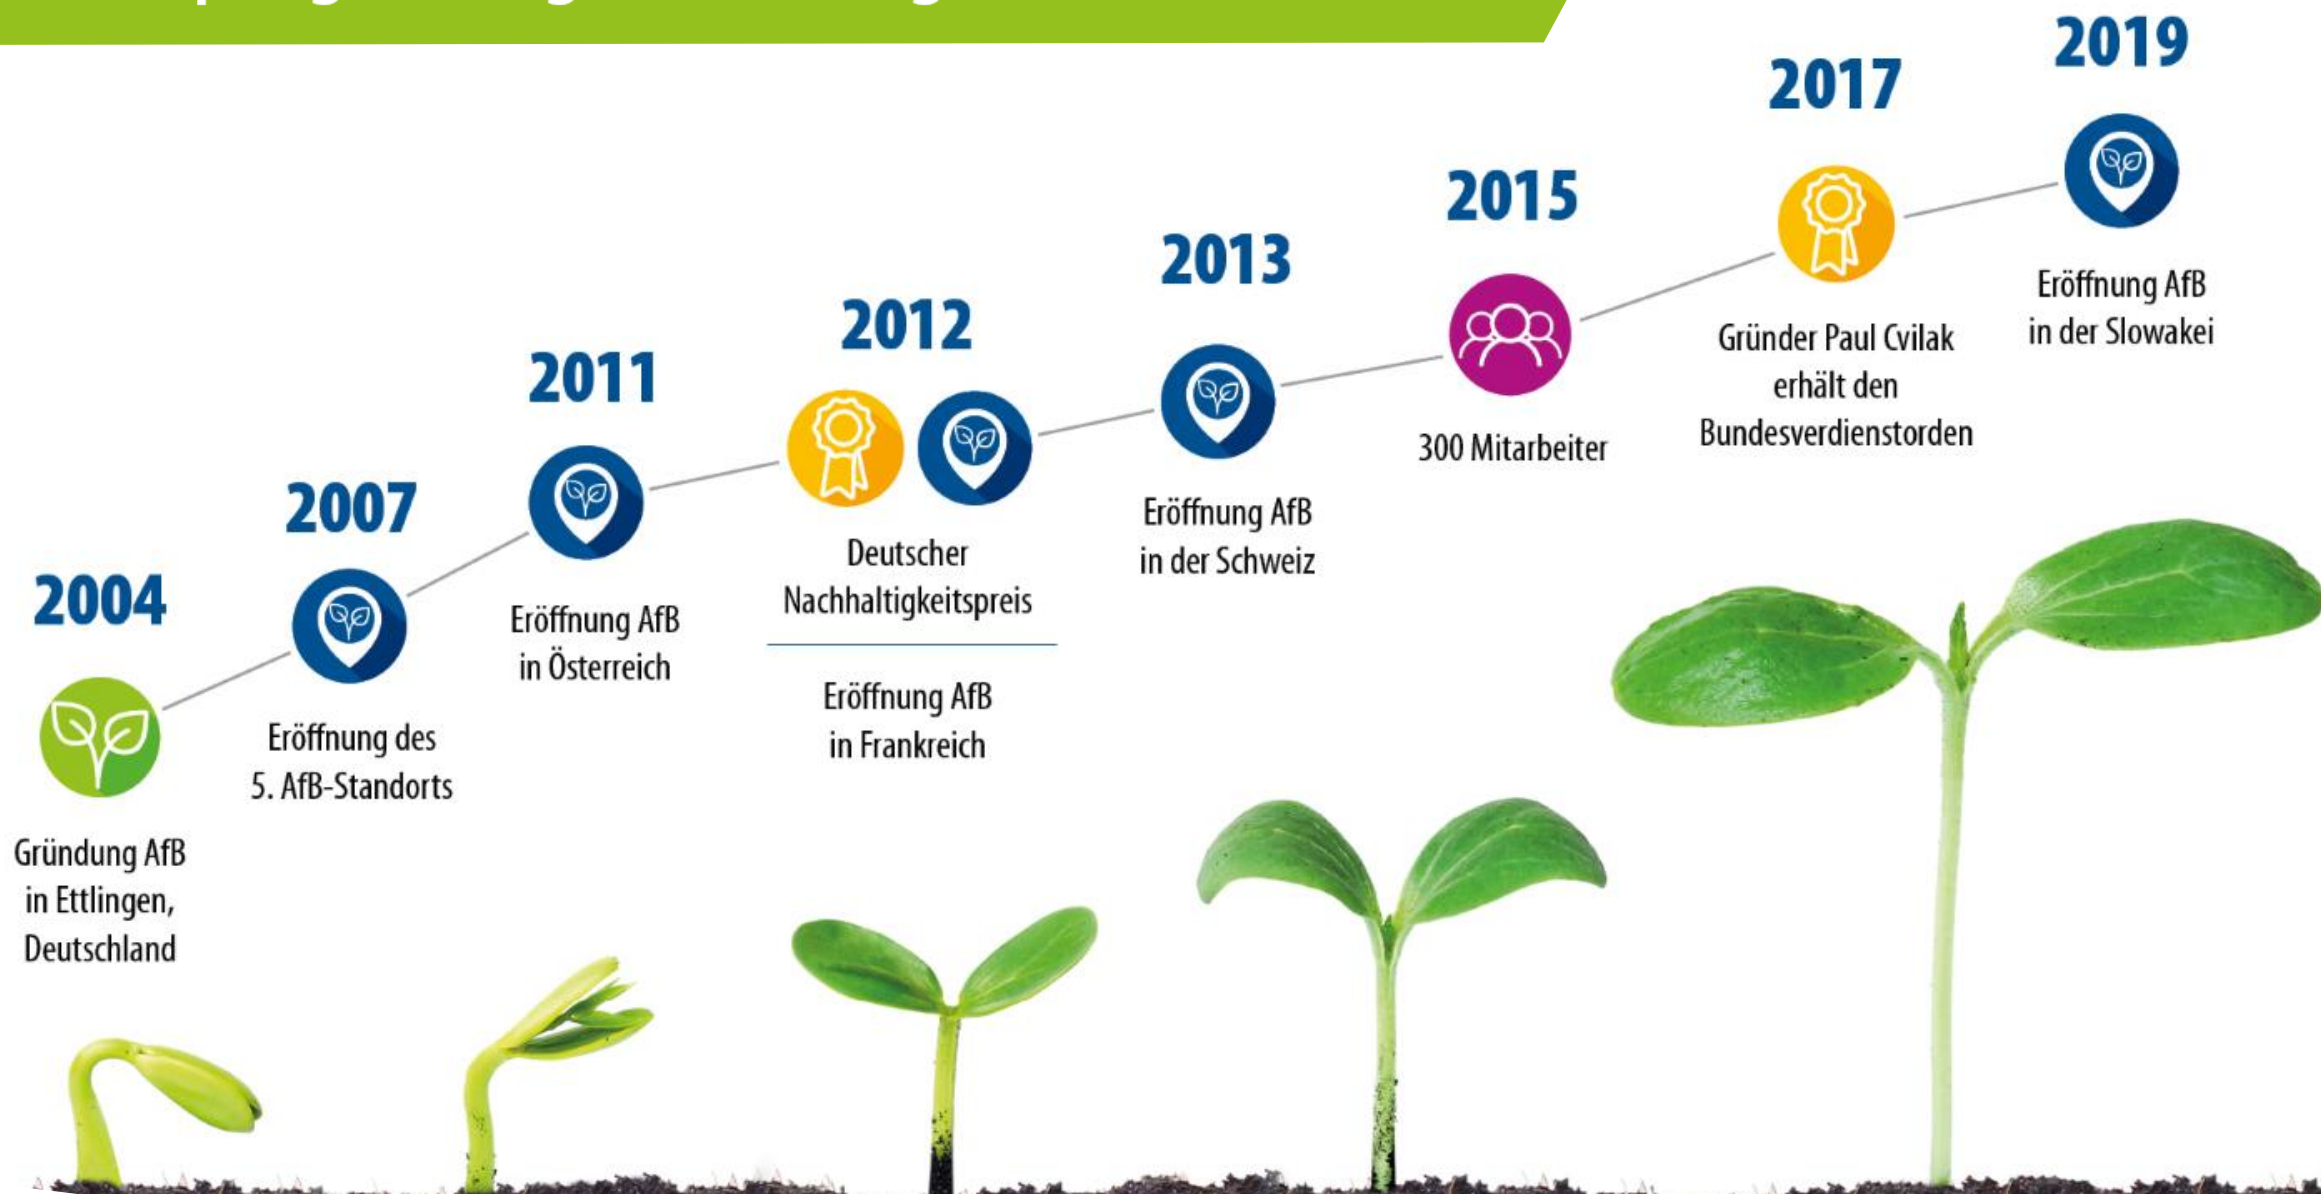 2004
Gründung AfB
in Ettlingen,
Deutschland
2007
Eröffnung des
5. AfB-Standorts
2011
Eröffnung AfB
in Österreich
2012
Deutscher
Nachhaltigkeitspreis
Eröffnung AfB
in Frankreich
2013
Eröffnung AfB
in der Schweiz
2015
300 Mitarbeiter
2017
Gründer Paul Cvilak
erhält den
Bundesverdienstorden
2019
Eröffnung AfB
in der Slowakei